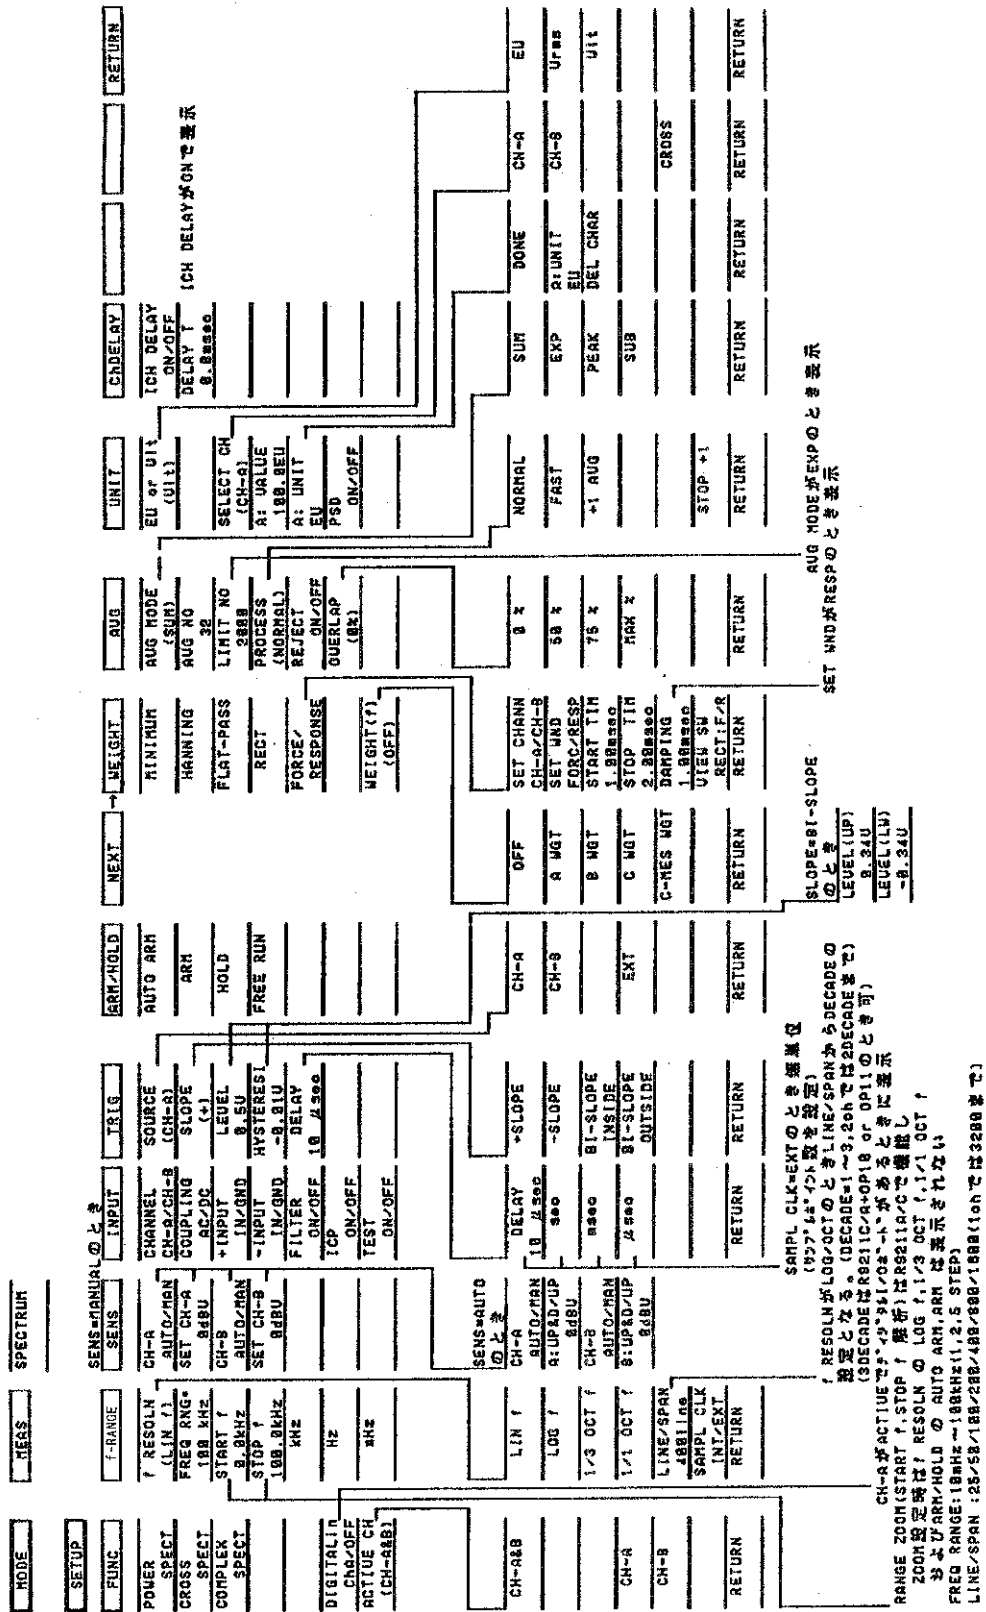 MODE
MEAS
SPECTRUM
SETUP
SENS=MANUALのとき
FUNC
f-RANGE
SENS
INPUT
TRIG
ARM/HOLD
NEXT
→
WEIGHT
AVG
UNIT
ChDELAY
RETURN
POWER
SPECT
CROSS
SPECT
COMPLEX
SPECT
DIGITALin
ChA/OFF
ACTIVE CH
(CH-A&B)
f RESOLN
(LIN f)
FREQ RNG*
100 kHz
START f
0.0kHz
STOP f
100.0kHz
kHz
Hz
mHz
CH-A
AUTO/MAN
SET CH-A
0dBV
CH-B
AUTO/MAN
SET CH-B
0dBV
CHANNEL
CH-A/CH-B
COUPLING
AC/DC
+INPUT
IN/GND
-INPUT
IN/GND
FILTER
ON/OFF
ICP
ON/OFF
TEST
ON/OFF
SOURCE
(CH-A)
SLOPE
(+)
LEVEL
0.5V
HYSTERESI
-0.01V
DELAY
10 μsec
AUTO ARM
ARM
HOLD
FREE RUN
MINIMUM
HANNING
FLAT-PASS
RECT
FORCE/
RESPONSE
WEIGHT(f)
(OFF)
AVG MODE
(SUM)
AVG NO
32
LIMIT NO
2000
PROCESS
(NORMAL)
REJECT
ON/OFF
OVERLAP
(0%)
EU or Vlt
(Vlt)
SELECT CH
(CH-A)
A: VALUE
100.0EU
A: UNIT
EU
PSD
ON/OFF
ICH DELAY
ON/OFF
DELAY T
0.0msec
ICH DELAYがONで表示
CH-A&B
CH-A
CH-B
RETURN
LIN f
LOG f
1/3 OCT f
1/1 OCT f
LINE/SPAN
400line
SAMPL CLK
INT/EXT
RETURN
SENS=AUTO
のとき
CH-A
AUTO/MAN
A:UP&D/UP
0dBV
CH-B
AUTO/MAN
B:UP&D/UP
0dBV
DELAY
10 μsec
sec
msec
μsec
RETURN
+SLOPE
-SLOPE
BI-SLOPE
INSIDE
BI-SLOPE
OUTSIDE
RETURN
CH-A
CH-B
EXT
RETURN
OFF
A WGT
B WGT
C WGT
C-MES WGT
RETURN
SET CHANN
CH-A/CH-B
SET WND
FORC/RESP
START TIM
1.00msec
STOP TIM
2.00msec
DAMPING
1.00msec
VIEW SW
RECT:F/R
RETURN
0 %
50 %
75 %
MAX %
RETURN
NORMAL
FAST
+1 AVG
STOP +1
RETURN
SUM
EXP
PEAK
SUB
RETURN
DONE
A:UNIT
EU
DEL CHAR
RETURN
CH-A
CH-B
CROSS
RETURN
EU
Vrms
Vlt
RETURN
AVG MODEがEXPのとき表示
SET WNDがRESPのとき表示
SLOPE=BI-SLOPE
のとき
LEVEL(UP)
0.34V
LEVEL(LW)
-0.34V
SAMPL CLK=EXTのとき無単位
(サンプルポイント数を設定)
f RESOLNがLOG/OCTのときLINE/SPANからDECADEの
設定となる。(DECADE=1～3,2chでは2DECADEまで)
(3DECADEはR9211C/A+OP10 or OP11のとき可)
CH-AがACTIVEでディジタルI/Oボードがあるときに表示
RANGE ZOOM(START f,STOP f 解析)はR9211A/Cで機能し
ZOOM設定時はf RESOLN の LOG f,1/3 OCT f,1/1 OCT f
およびARM/HOLD の AUTO ARM,ARM は表示されない
FREQ RANGE:10mHz～100kHz(1,2,5 STEP)
LINE/SPAN :25/50/100/200/400/800/1600(1chでは3200まで)